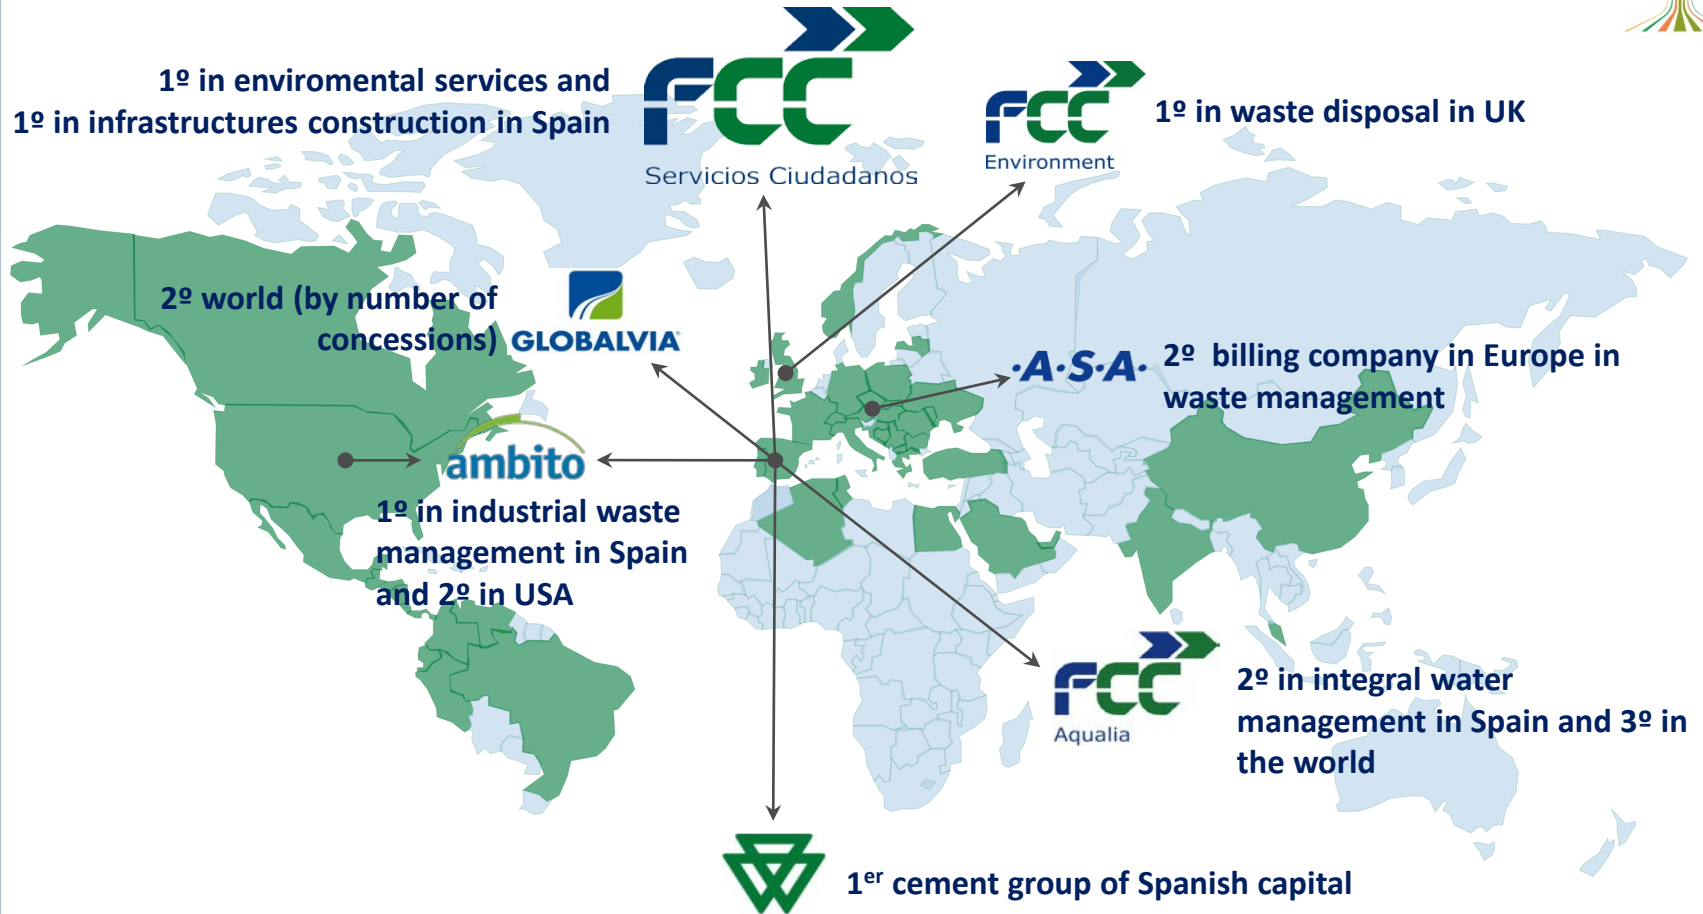 1º in enviromental services and
1º in infrastructures construction in Spain
FCC
Servicios Ciudadanos
FCC
Environment
1º in waste disposal in UK
2º world (by number of
concessions)
GLOBALVIA
·A·S·A·
2º billing company in Europe in
waste management
ambito
1º in industrial waste
management in Spain
and 2º in USA
FCC
Aqualia
2º in integral water
management in Spain and 3º in
the world
1er cement group of Spanish capital